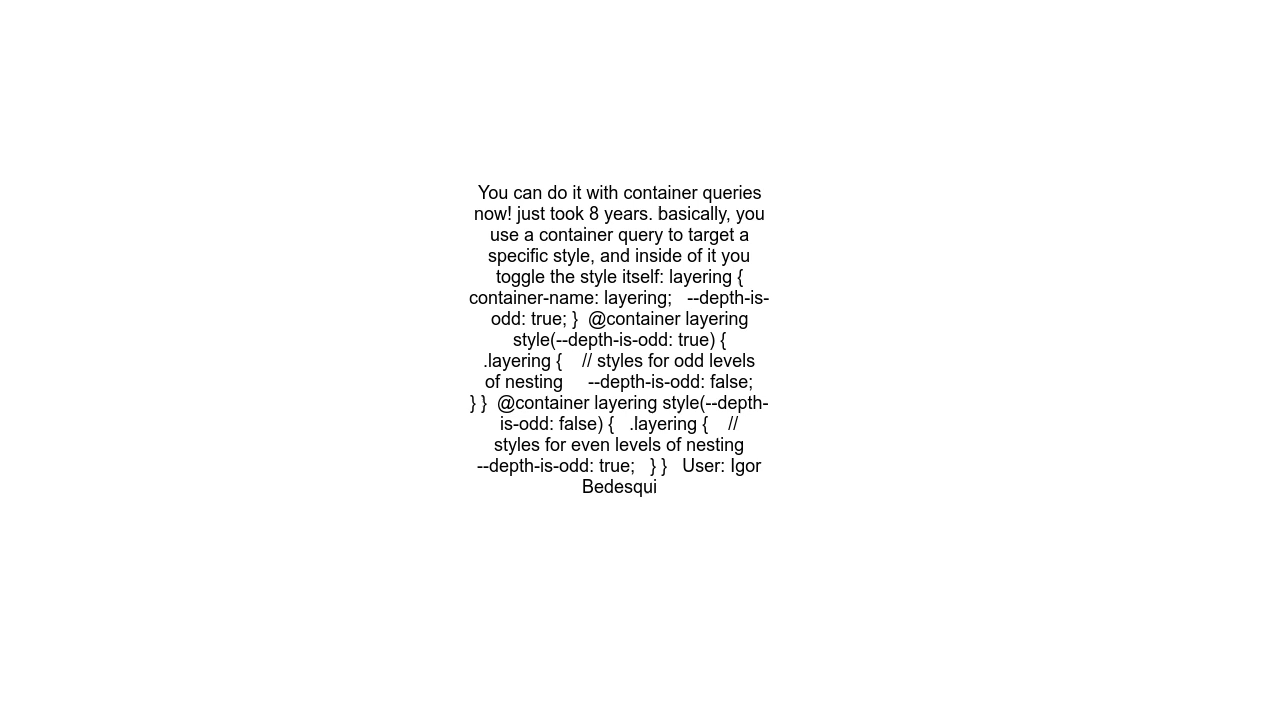 You can do it with container queries
now! just took 8 years. basically, you
use a container query to target a
specific style, and inside of it you
toggle the style itself: layering {
container-name: layering;   --depth-is-
odd: true; }  @container layering
style(--depth-is-odd: true) {
.layering {    // styles for odd levels
of nesting     --depth-is-odd: false;
} }  @container layering style(--depth-
is-odd: false) {   .layering {    //
styles for even levels of nesting
--depth-is-odd: true;   } }   User: Igor
Bedesqui